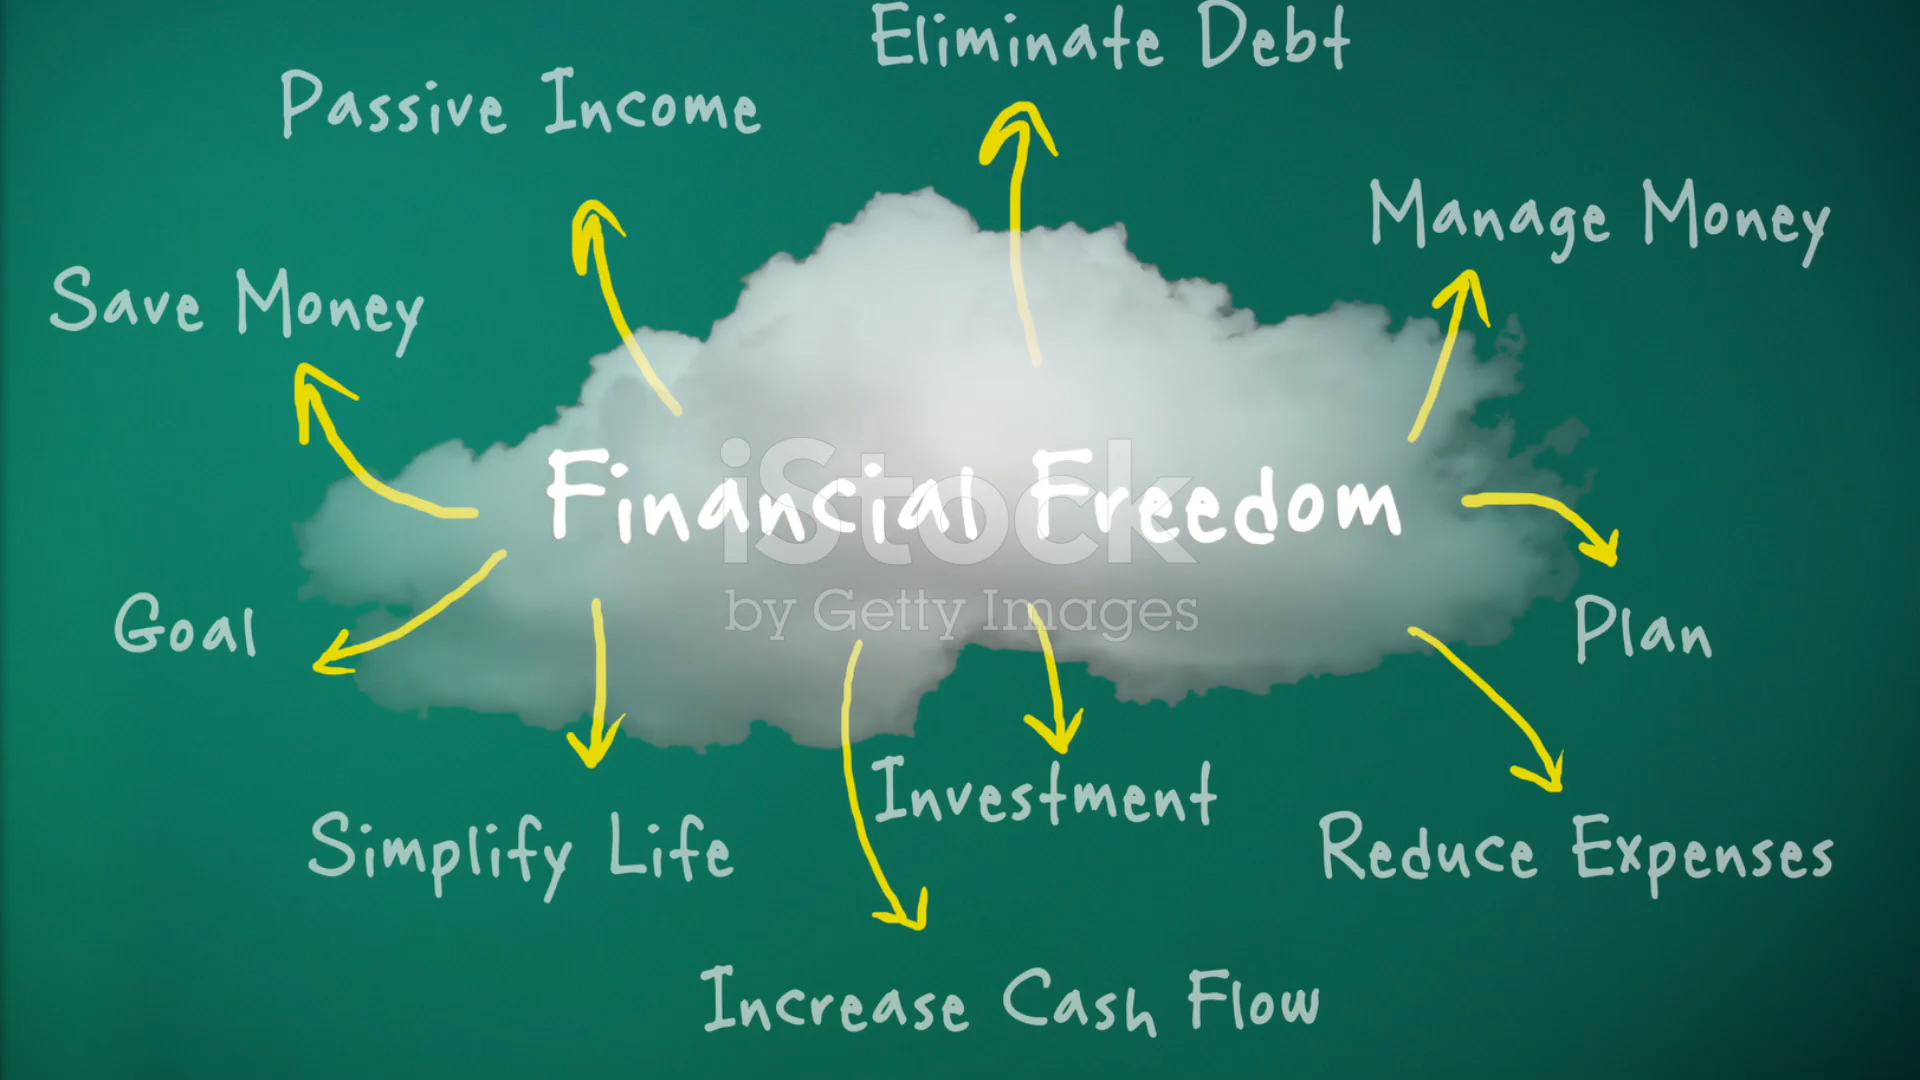 Eliminate Debt
Passive Income
Manage Money
Save Money
Financial Freedom
iStock
by Getty Images
Goal
Plan
Investment
Simplify Life
Reduce Expenses
Increase Cash Flow